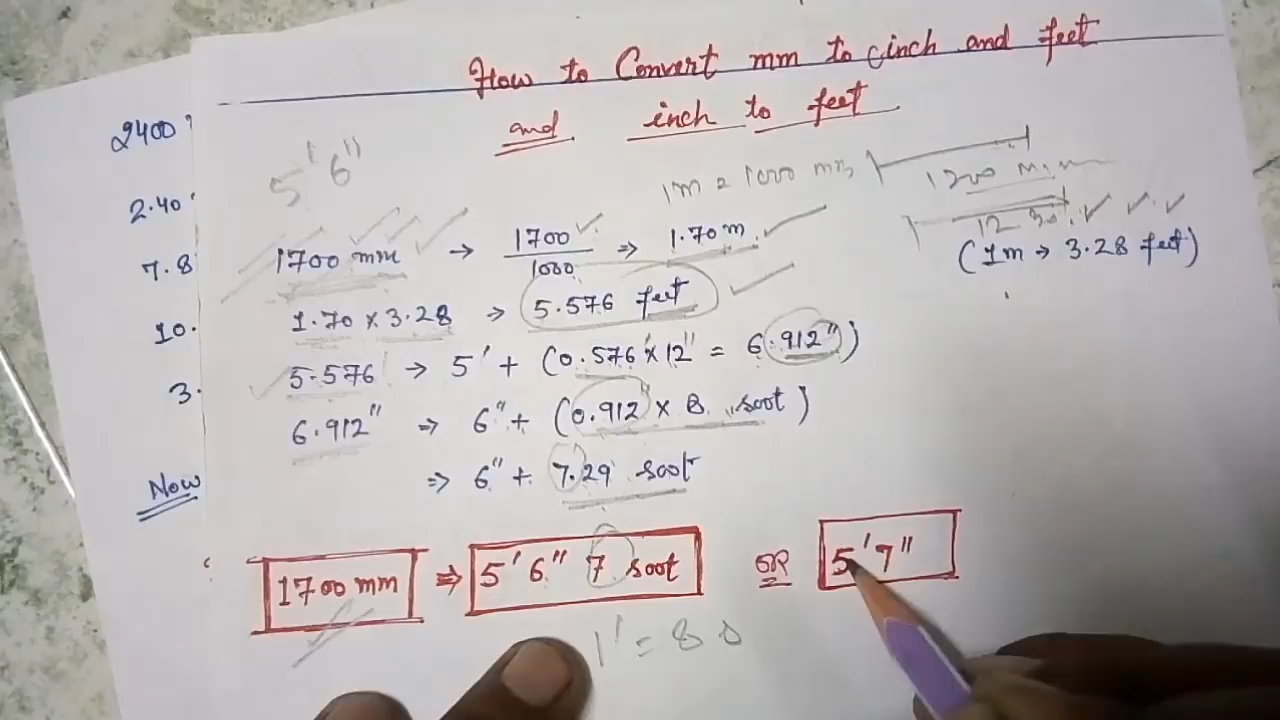 How to Convert mm to inch and feet
and inch to feet
2400
5'6"
1m = 1000 mm
1200 mm
2.40
1700 mm → 1700/1000 ⇒ 1.70 m
(1m → 3.28 feet)
7.8
1.70 × 3.28 → 5.576 feet
10.
5.576 → 5' + (0.576' × 12" = 6.912")
3.
6.912" ⇒ 6" + (0.912" × 8 soot)
⇒ 6" + 7.29 soot
Now
1700 mm ⇒ 5'6" 7 soot OR 5'7"
1' = 8 s